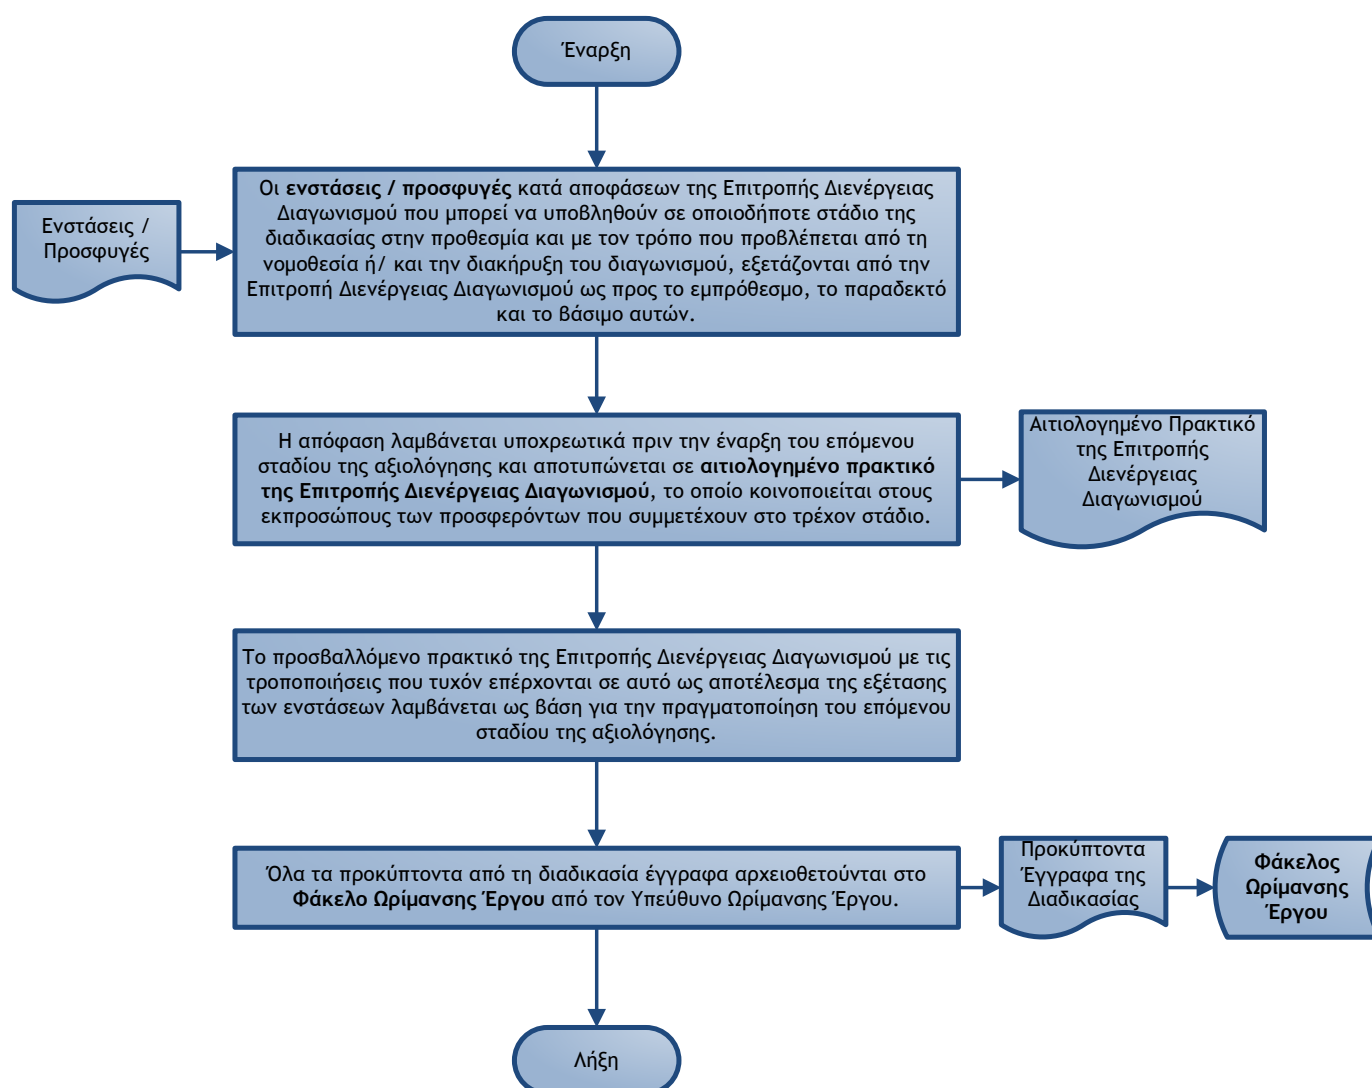 Έναρξη
Ενστάσεις /
Προσφυγές
Οι ενστάσεις / προσφυγές κατά αποφάσεων της Επιτροπής Διενέργειας
Διαγωνισμού που μπορεί να υποβληθούν σε οποιοδήποτε στάδιο της
διαδικασίας στην προθεσμία και με τον τρόπο που προβλέπεται από τη
νομοθεσία ή/ και την διακήρυξη του διαγωνισμού, εξετάζονται από την
Επιτροπή Διενέργειας Διαγωνισμού ως προς το εμπρόθεσμο, το παραδεκτό
και το βάσιμο αυτών.
Η απόφαση λαμβάνεται υποχρεωτικά πριν την έναρξη του επόμενου
σταδίου της αξιολόγησης και αποτυπώνεται σε αιτιολογημένο πρακτικό
της Επιτροπής Διενέργειας Διαγωνισμού, το οποίο κοινοποιείται στους
εκπροσώπους των προσφερόντων που συμμετέχουν στο τρέχον στάδιο.
Αιτιολογημένο Πρακτικό
της Επιτροπής
Διενέργειας
Διαγωνισμού
Το προσβαλλόμενο πρακτικό της Επιτροπής Διενέργειας Διαγωνισμού με τις
τροποποιήσεις που τυχόν επέρχονται σε αυτό ως αποτέλεσμα της εξέτασης
των ενστάσεων λαμβάνεται ως βάση για την πραγματοποίηση του επόμενου
σταδίου της αξιολόγησης.
Όλα τα προκύπτοντα από τη διαδικασία έγγραφα αρχειοθετούνται στο
Φάκελο Ωρίμανσης Έργου από τον Υπεύθυνο Ωρίμανσης Έργου.
Προκύπτοντα
Έγγραφα της
Διαδικασίας
Φάκελος
Ωρίμανσης
Έργου
Λήξη